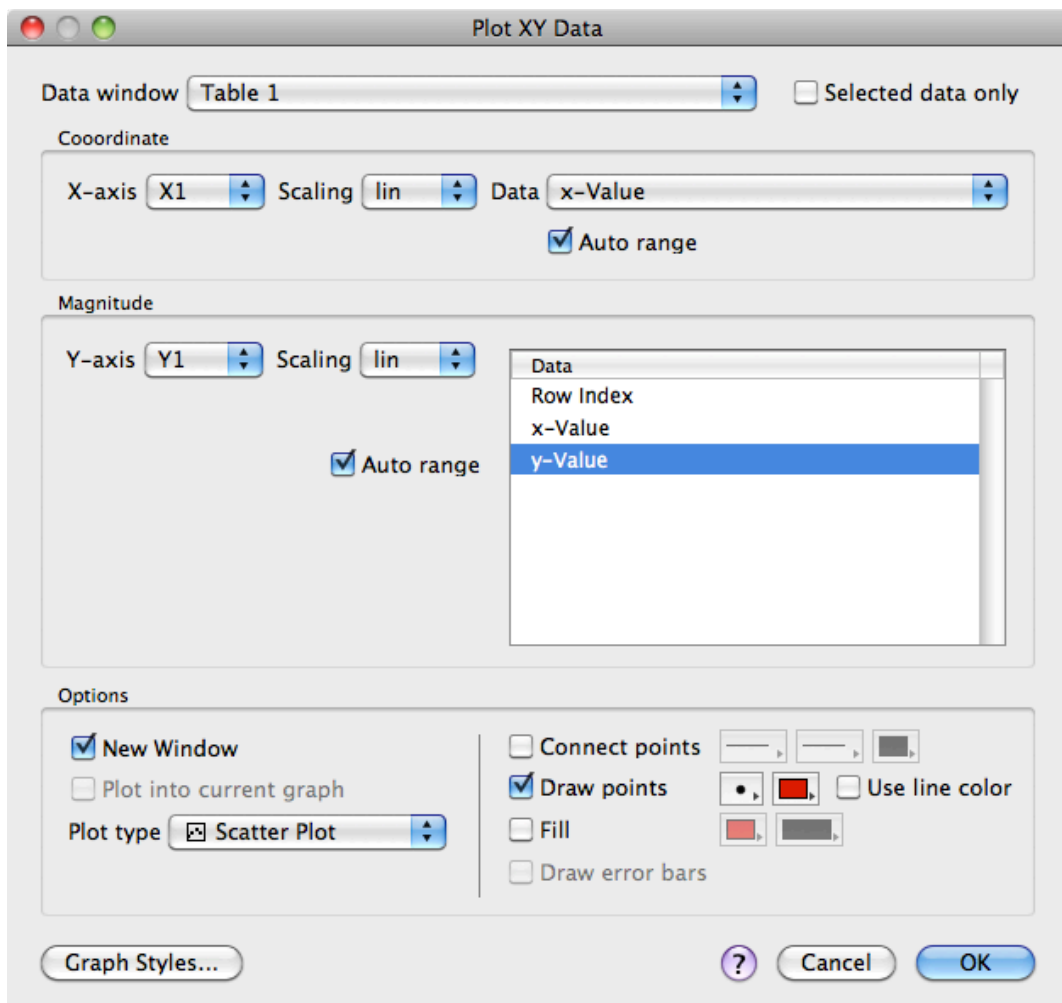 Plot XY Data
Data window Table 1 Selected data only
Cooordinate
X-axis X1 Scaling lin Data x-Value
Auto range
Magnitude
Y-axis Y1 Scaling lin
Data
Row Index
x-Value
y-Value
Auto range
Options
New Window
Plot into current graph
Plot type Scatter Plot
Connect points
Draw points Use line color
Fill
Draw error bars
Graph Styles... ? Cancel OK